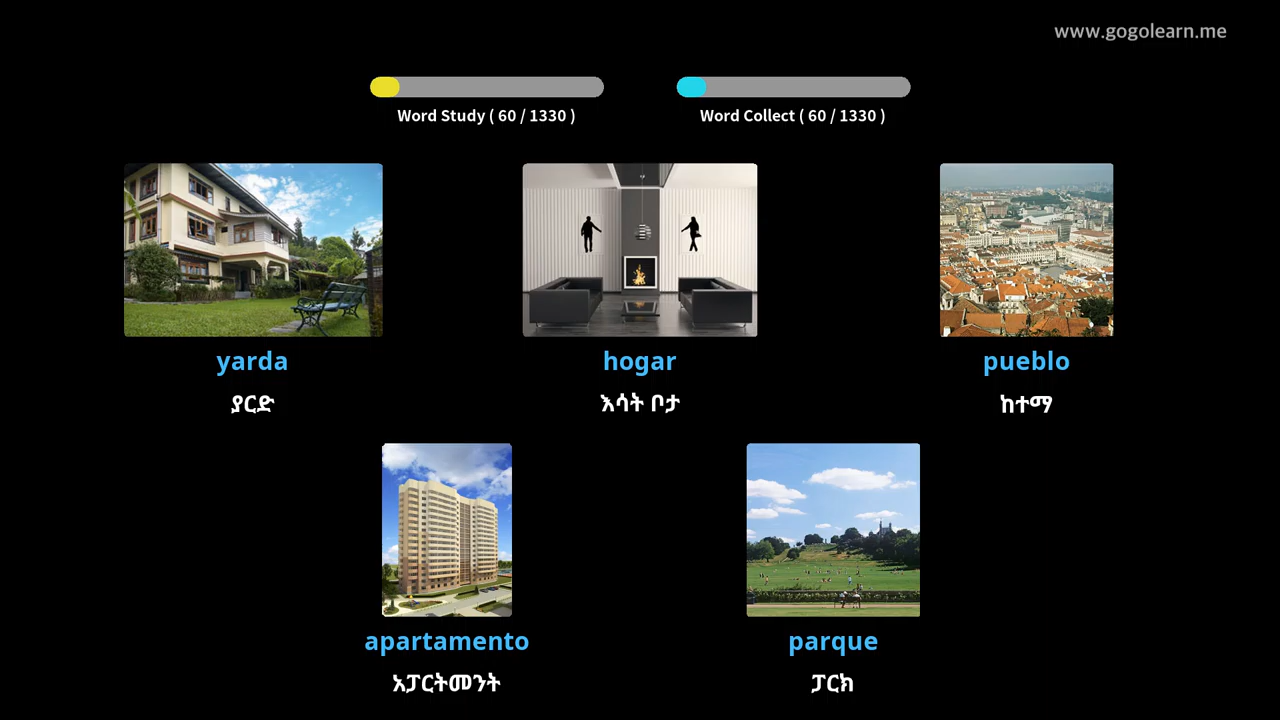 www.gogolearn.me
Word Study ( 60 / 1330 )
Word Collect ( 60 / 1330 )
yarda
hogar
pueblo
ያርድ
እሳት ቦታ
ከተማ
apartamento
parque
አፓርትመንት
ፓርክ